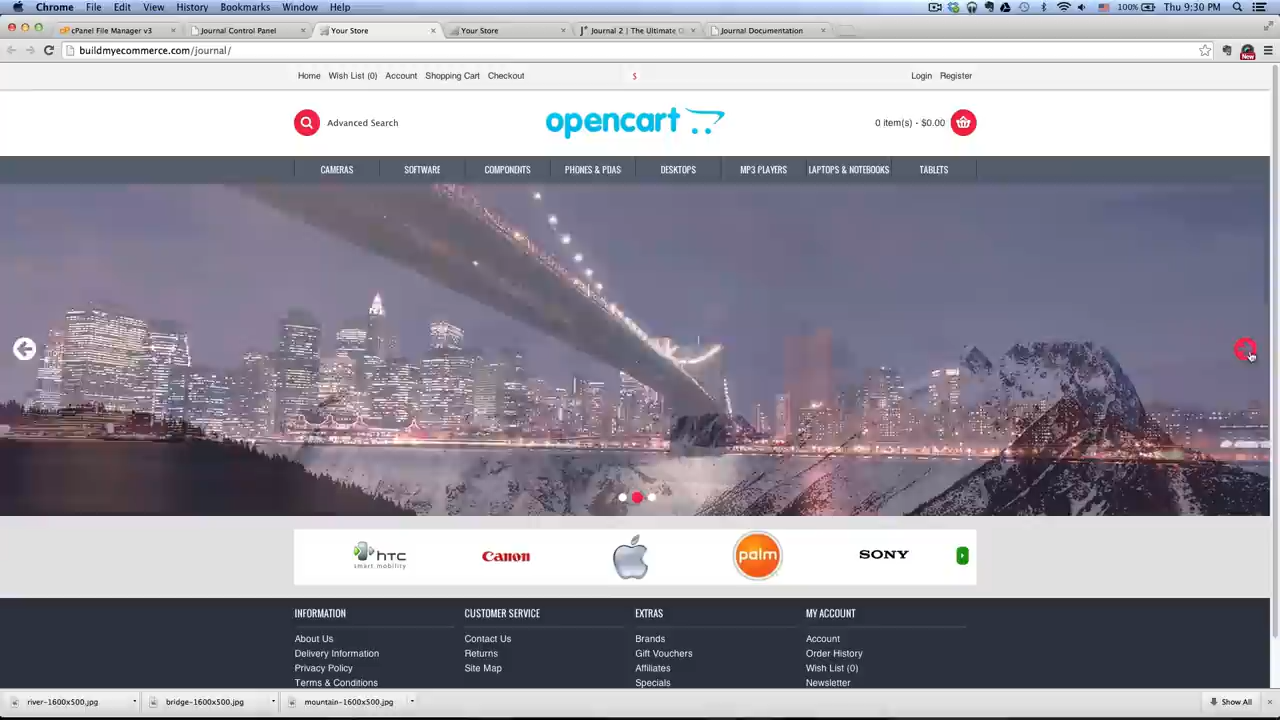 Chrome File Edit View History Bookmarks Window Help 100% Thu 9:30 PM
cPanel File Manager v3 Journal Control Panel Your Store Your Store Journal 2 | The Ultimate Journal Documentation
buildmyecommerce.com/journal/ New
Home Wish List (0) Account Shopping Cart Checkout $ Login Register
Advanced Search opencart 0 item(s) - $0.00
CAMERAS SOFTWARE COMPONENTS PHONES & PDAS DESKTOPS MP3 PLAYERS LAPTOPS & NOTEBOOKS TABLETS
hTC Canon palm SONY
smart mobility
INFORMATION CUSTOMER SERVICE EXTRAS MY ACCOUNT
About Us Contact Us Brands Account
Delivery Information Returns Gift Vouchers Order History
Privacy Policy Site Map Affiliates Wish List (0)
Terms & Conditions Specials Newsletter
river-1600x500.jpg bridge-1600x500.jpg mountain-1600x500.jpg Show All